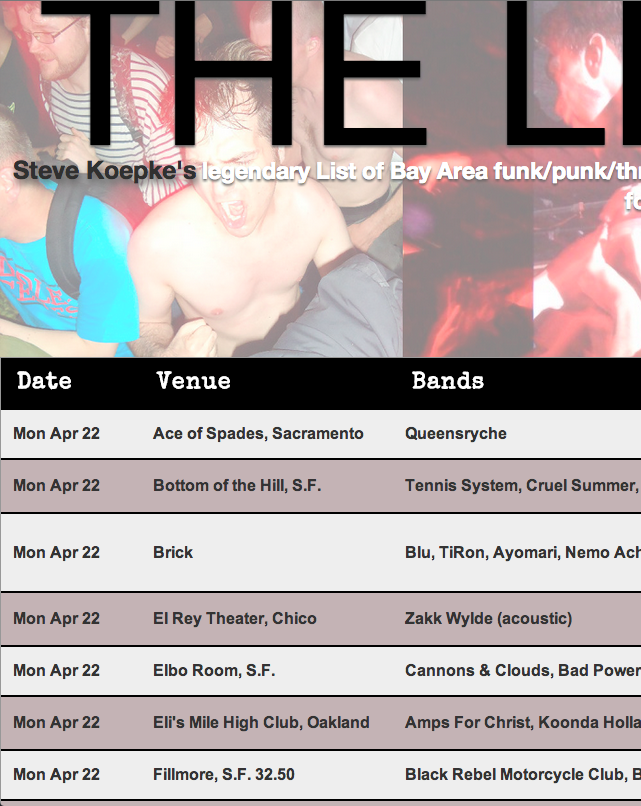 THE LI
Steve Koepke's legendary List of Bay Area funk/punk/thr
fo
Date Venue Bands
Mon Apr 22 Ace of Spades, Sacramento Queensryche
Mon Apr 22 Bottom of the Hill, S.F. Tennis System, Cruel Summer,
Mon Apr 22 Brick Blu, TiRon, Ayomari, Nemo Ach
Mon Apr 22 El Rey Theater, Chico Zakk Wylde (acoustic)
Mon Apr 22 Elbo Room, S.F. Cannons & Clouds, Bad Power
Mon Apr 22 Eli's Mile High Club, Oakland Amps For Christ, Koonda Holla
Mon Apr 22 Fillmore, S.F. 32.50 Black Rebel Motorcycle Club, B